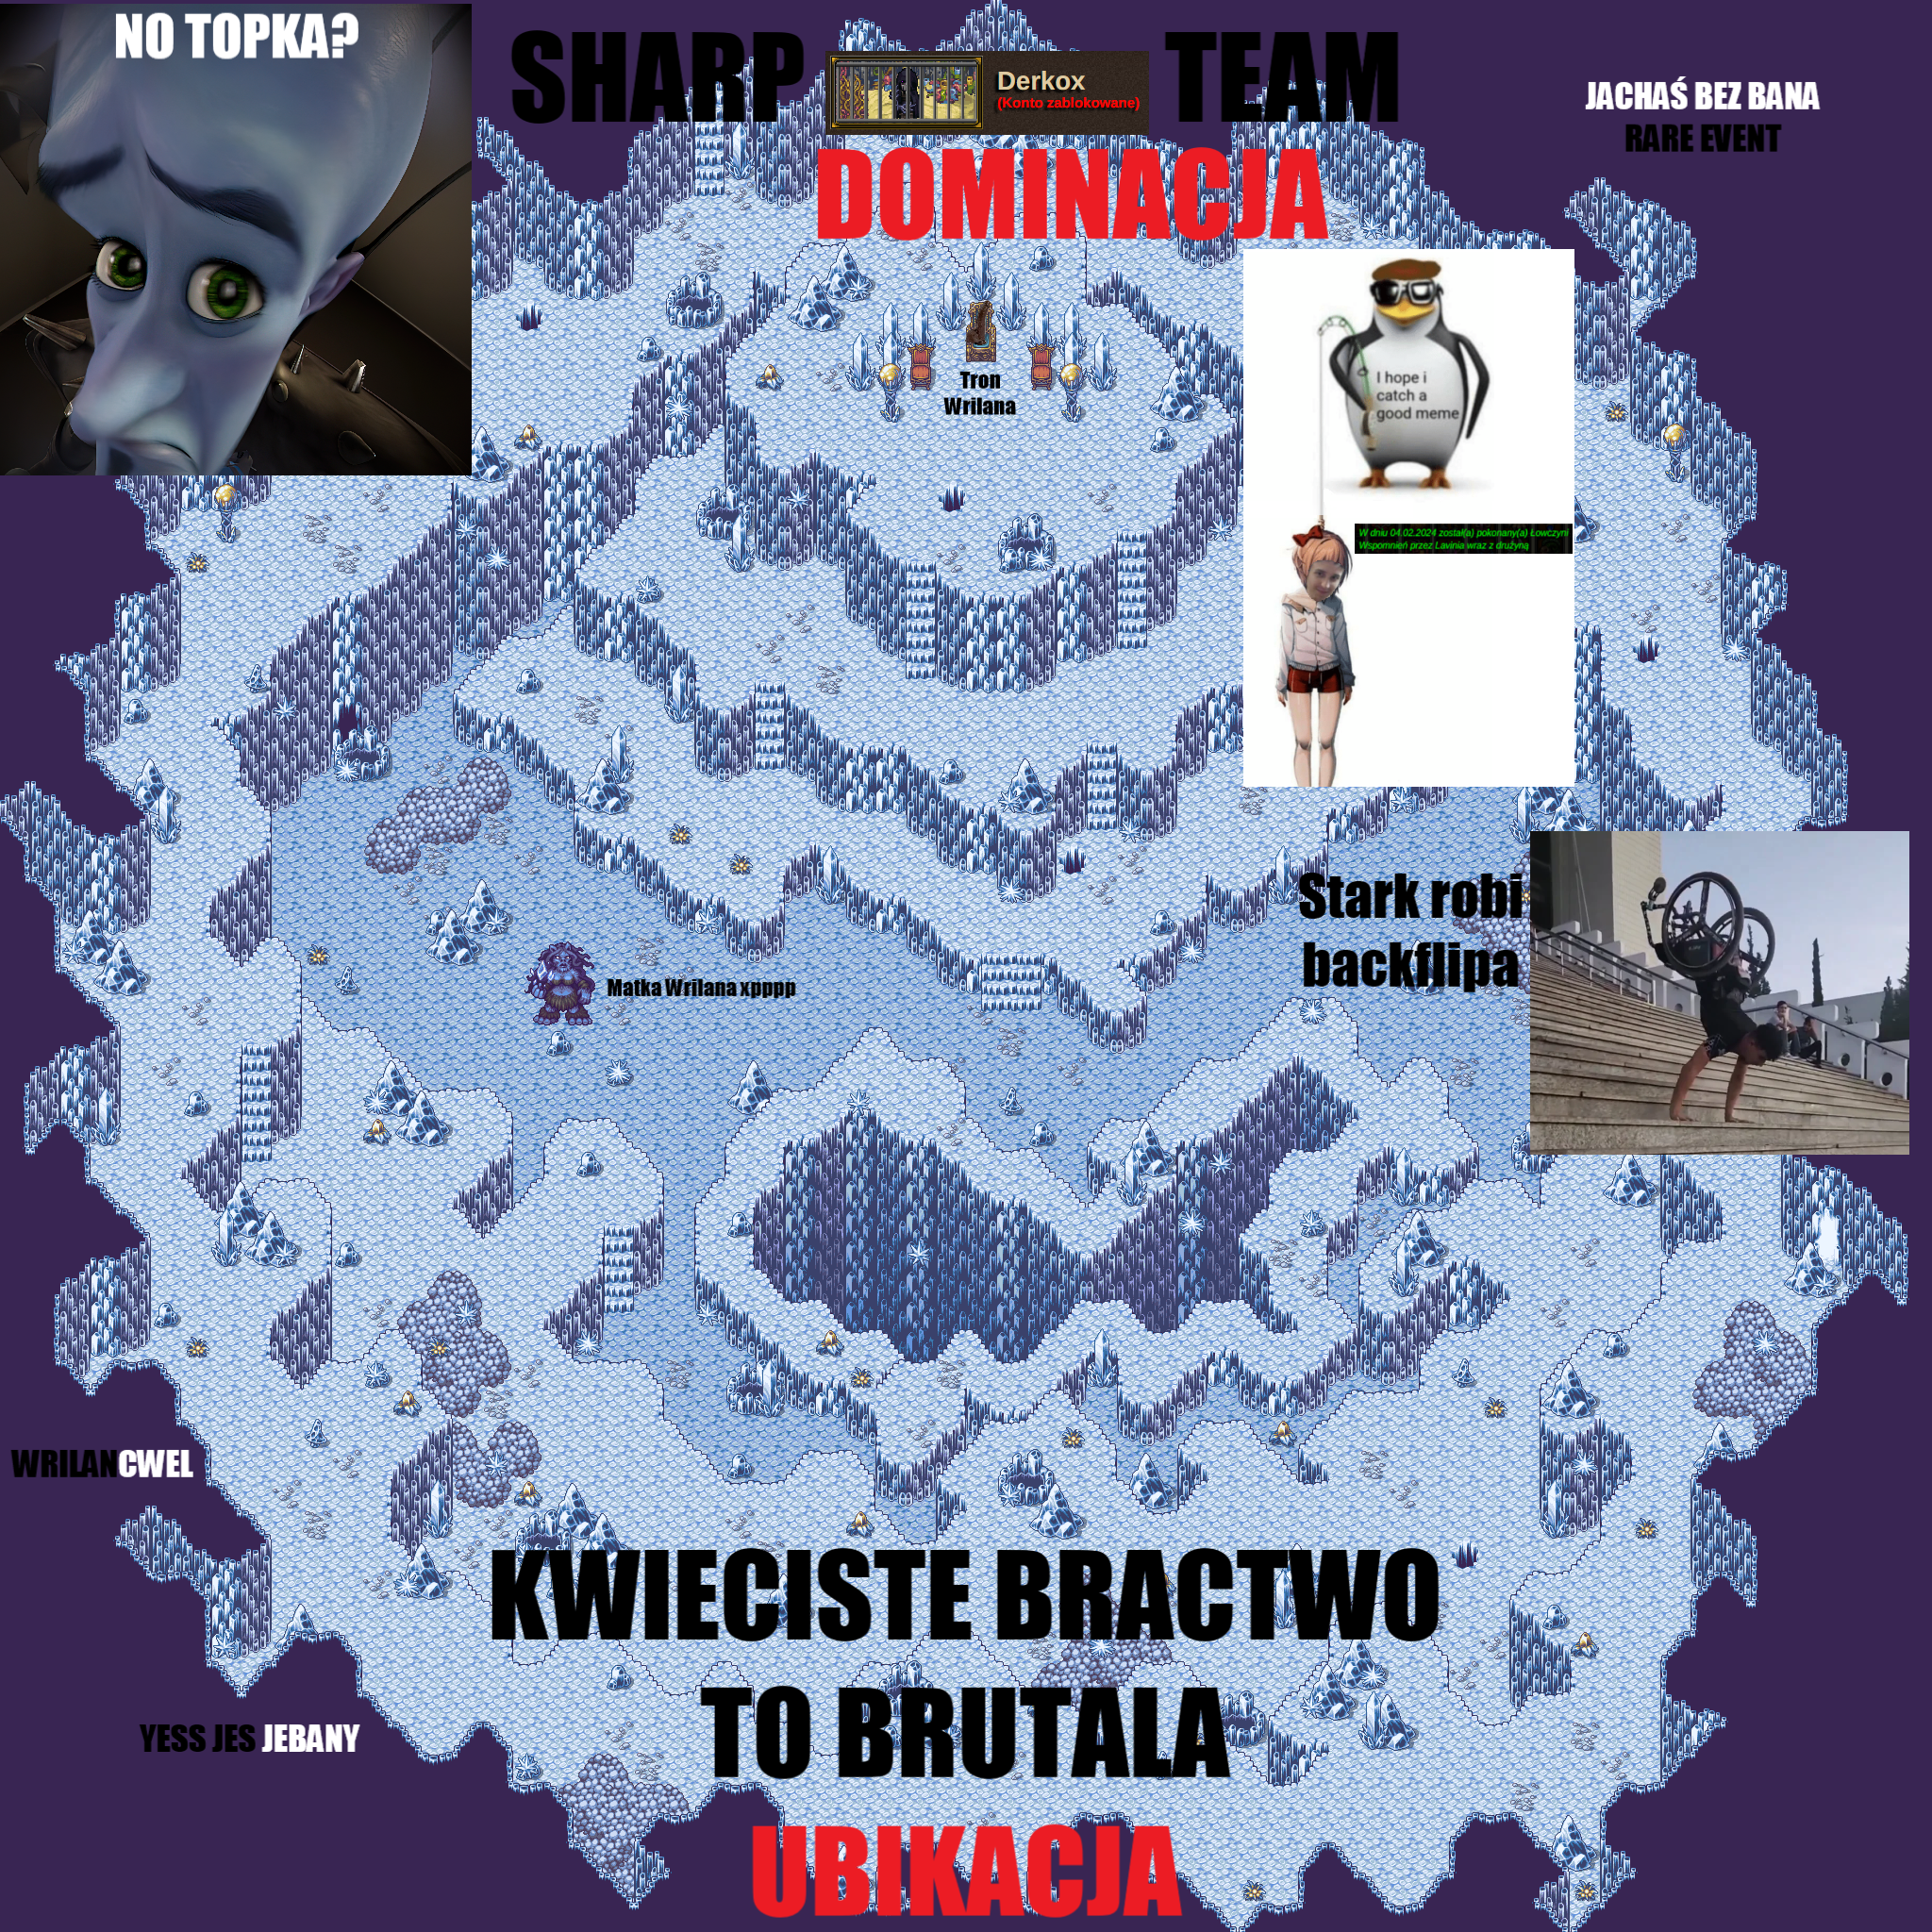 NO TOPKA?
SHARP TEAM
Derkox
(Konto zablokowane)
DOMINACJA
JACHAŚ BEZ BANA
RARE EVENT
Tron
Wrilana
I hope i
catch a
good meme
W dniu 04.02.2024 został(a) pokonany(a) Łowczyni
Wspomnień przez Lavinia wraz z drużyną
Stark robi
backflipa
Matka Wrilana xpppp
WRILAN CWEL
KWIECISTE BRACTWO
TO BRUTALA
UBIKACJA
YESS JES JEBANY